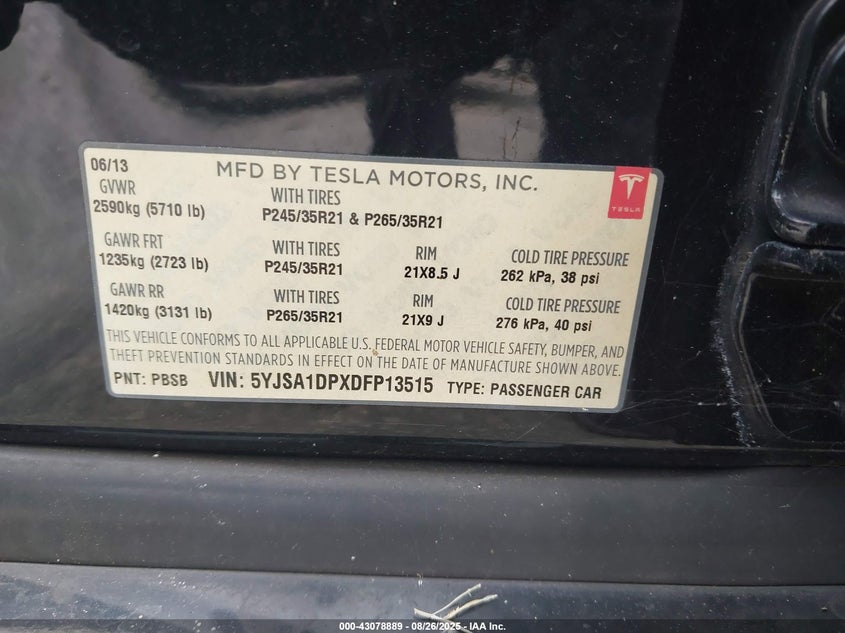 06/13 MFD BY TESLA MOTORS, INC.
TESLA
GVWR WITH TIRES
2590kg (5710 lb) P245/35R21 & P265/35R21
GAWR FRT WITH TIRES RIM COLD TIRE PRESSURE
1235kg (2723 lb) P245/35R21 21X8.5 J 262 kPa, 38 psi
GAWR RR WITH TIRES RIM COLD TIRE PRESSURE
1420kg (3131 lb) P265/35R21 21X9 J 276 kPa, 40 psi
THIS VEHICLE CONFORMS TO ALL APPLICABLE U.S. FEDERAL MOTOR VEHICLE SAFETY, BUMPER, AND
THEFT PREVENTION STANDARDS IN EFFECT ON THE DATE OF MANUFACTURE SHOWN ABOVE.
PNT: PBSB VIN: 5YJSA1DPXDFP13515 TYPE: PASSENGER CAR
000-43078889 - 08/26/2025 - IAA Inc.